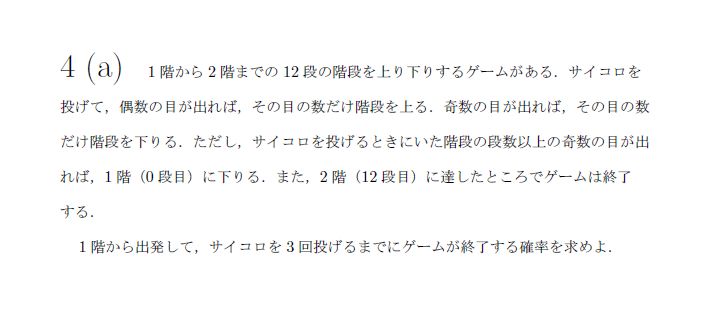 4 (a) 1 階から 2 階までの 12 段の階段を上り下りするゲームがある．サイコロを
投げて，偶数の目が出れば，その目の数だけ階段を上る．奇数の目が出れば，その目の数
だけ階段を下りる．ただし，サイコロを投げるときにいた階段の段数以上の奇数の目が出
れば，1 階（0 段目）に下りる．また，2 階（12 段目）に達したところでゲームは終了
する．
1 階から出発して，サイコロを 3 回投げるまでにゲームが終了する確率を求めよ．